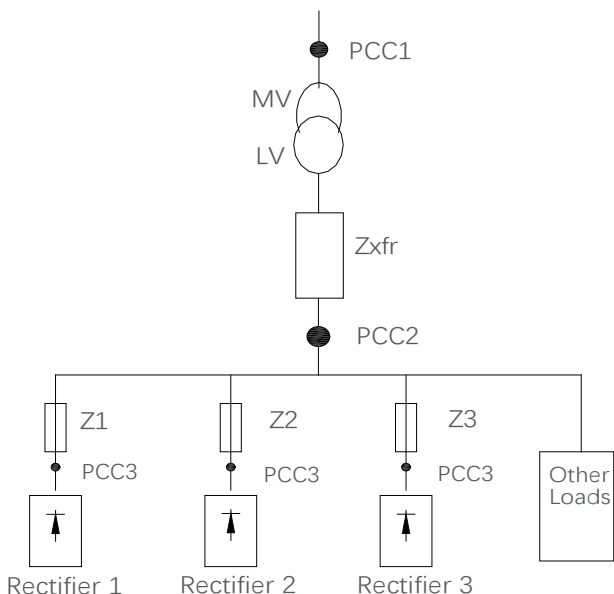 PCC1
MV
LV
Zxfr
PCC2
Z1
Z2
Z3
PCC3
PCC3
PCC3
Other
Loads
Rectifier 1
Rectifier 2
Rectifier 3